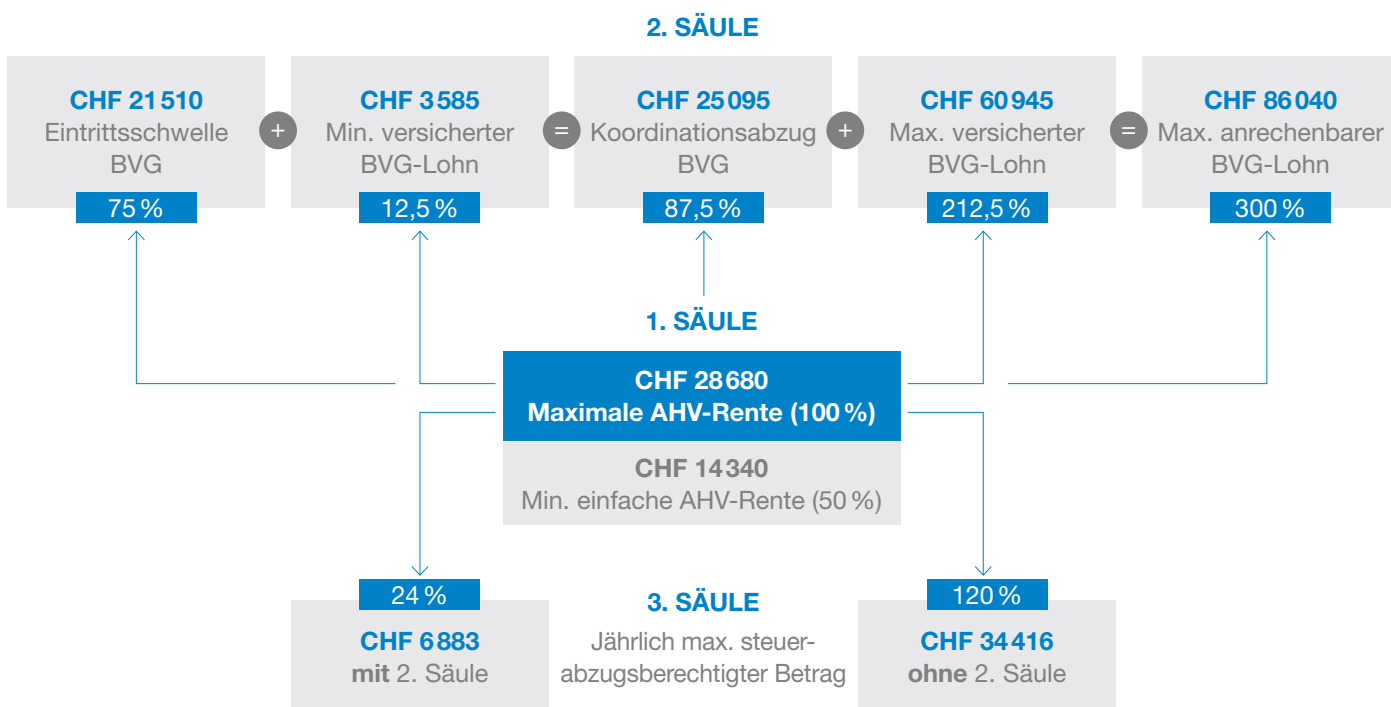 2. SÄULE
CHF 21 510
Eintrittsschwelle
BVG
75 %
+
CHF 3 585
Min. versicherter
BVG-Lohn
12,5 %
=
CHF 25 095
Koordinationsabzug
BVG
87,5 %
+
CHF 60 945
Max. versicherter
BVG-Lohn
212,5 %
=
CHF 86 040
Max. anrechenbarer
BVG-Lohn
300 %
1. SÄULE
CHF 28 680
Maximale AHV-Rente (100 %)
CHF 14 340
Min. einfache AHV-Rente (50 %)
24 %
CHF 6 883
mit 2. Säule
3. SÄULE
Jährlich max. steuer-
abzugsberechtigter Betrag
120 %
CHF 34 416
ohne 2. Säule